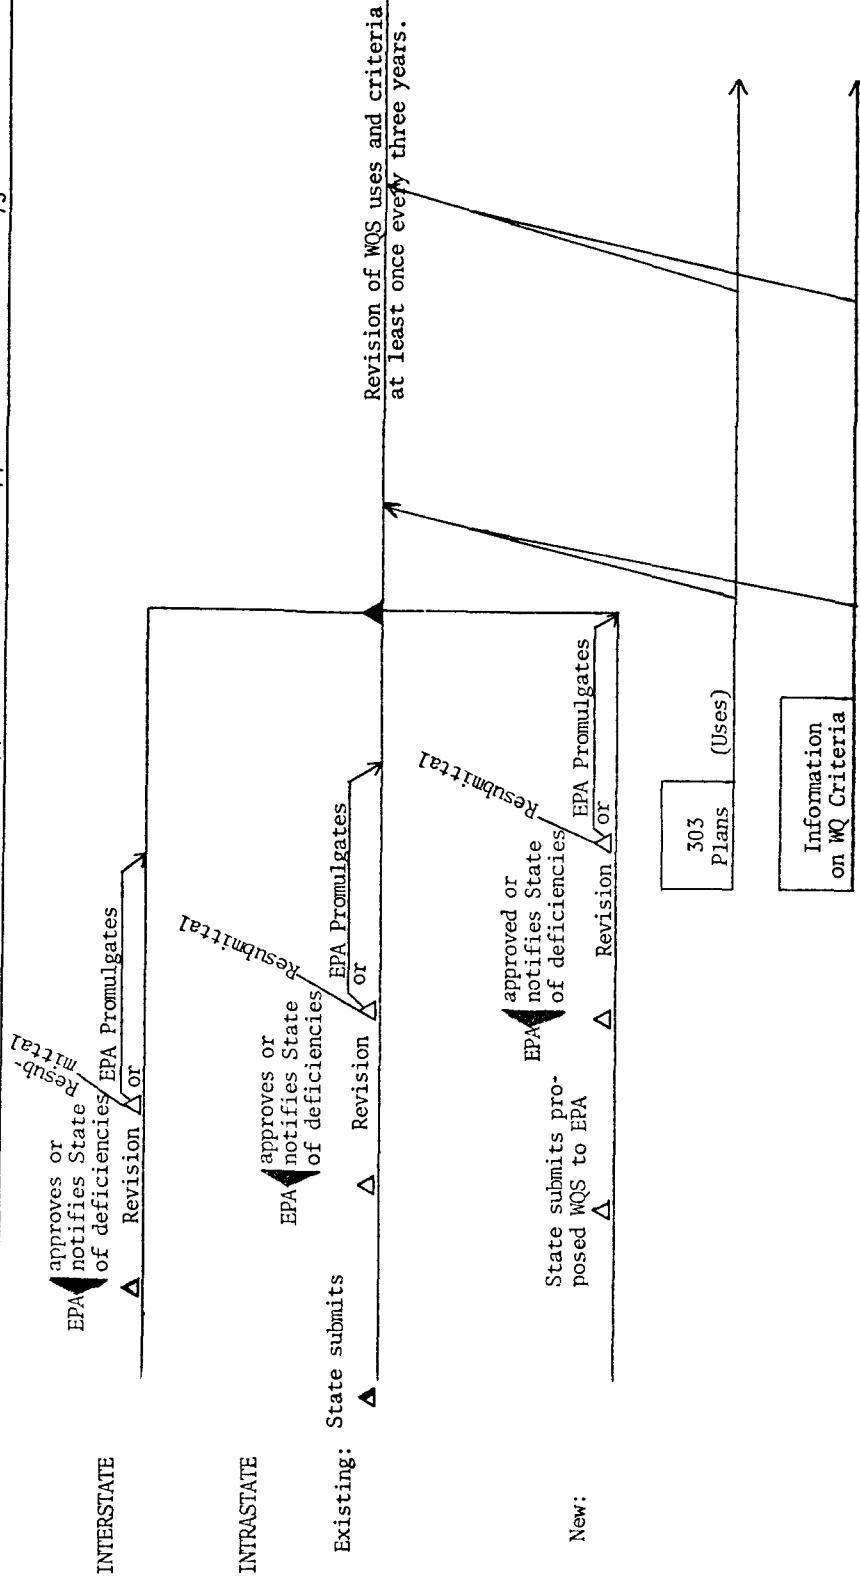 INTERSTATE
EPA
approves or
notifies State
of deficiencies
Revision
or
Resub-
mittal
EPA Promulgates
INTRASTATE
Existing:
State submits
EPA
approves or
notifies State
of deficiencies
Revision
or
Resubmittal
EPA Promulgates
Revision of WQS uses and criteria
at least once every three years.
New:
State submits pro-
posed WQS to EPA
EPA
approved or
notifies State
of deficiencies
Revision
or
Resubmittal
EPA Promulgates
303
Plans
(Uses)
Information
on WQ Criteria